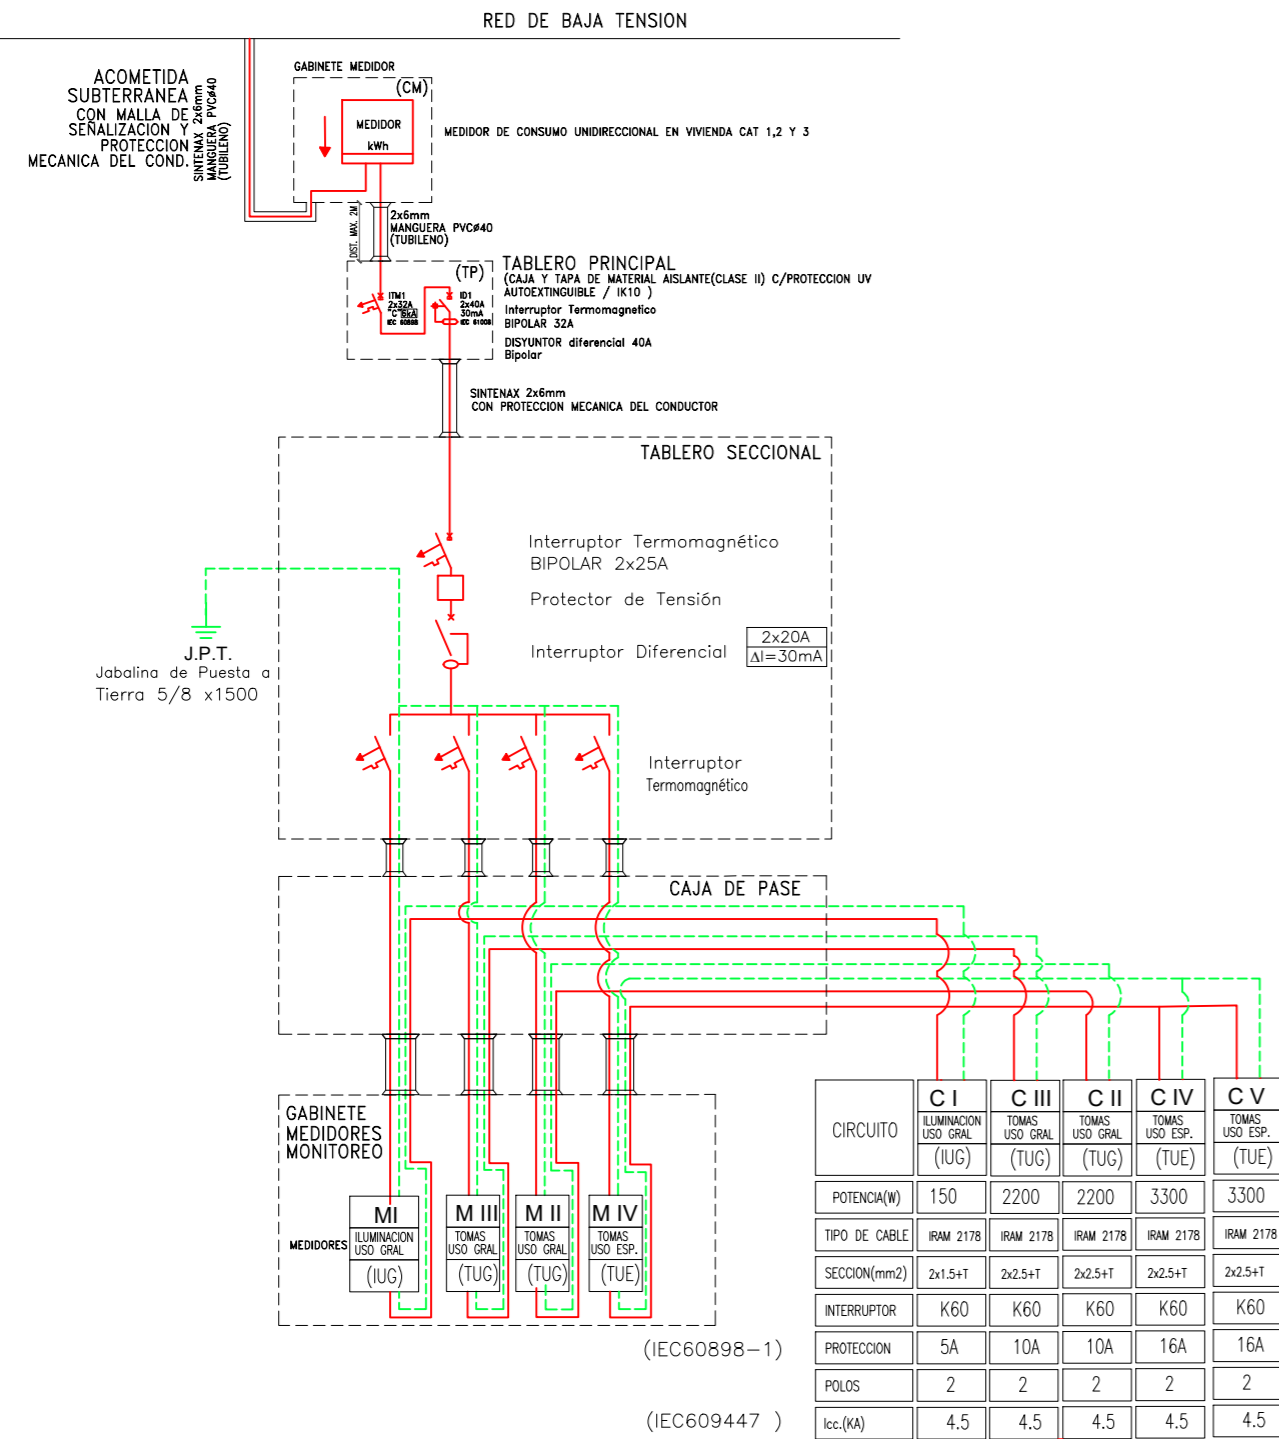 RED DE BAJA TENSION
ACOMETIDA
SUBTERRANEA
CON MALLA DE
SEÑALIZACION Y
PROTECCION
MECANICA DEL COND.
SINTENAX 2x6mm
MANGUERA PVCø40
(TUBILENO)
GABINETE MEDIDOR
(CM)
MEDIDOR
kWh
MEDIDOR DE CONSUMO UNIDIRECCIONAL EN VIVIENDA CAT 1,2 Y 3
DIST. MAX. 2M
2x6mm
MANGUERA PVCø40
(TUBILENO)
(TP)
TABLERO PRINCIPAL
(CAJA Y TAPA DE MATERIAL AISLANTE(CLASE II) C/PROTECCION UV
AUTOEXTINGUIBLE / IK10 )
ITM1
2x32A
"C" 6kA
IEC 60898
ID1
2x40A
30mA
IEC 61008
Interruptor Termomagnetico
BIPOLAR 32A
DISYUNTOR diferencial 40A
Bipolar
SINTENAX 2x6mm
CON PROTECCION MECANICA DEL CONDUCTOR
TABLERO SECCIONAL
Interruptor Termomagnético
BIPOLAR 2x25A
Protector de Tensión
Interruptor Diferencial
2x20A
ΔI=30mA
J.P.T.
Jabalina de Puesta a
Tierra 5/8 x1500
Interruptor
Termomagnético
CAJA DE PASE
GABINETE
MEDIDORES
MONITOREO
MEDIDORES
MI
ILUMINACION
USO GRAL
(IUG)
M III
TOMAS
USO GRAL
(TUG)
M II
TOMAS
USO GRAL
(TUG)
M IV
TOMAS
USO ESP.
(TUE)
CIRCUITO
C I
ILUMINACION
USO GRAL
(IUG)
C III
TOMAS
USO GRAL
(TUG)
C II
TOMAS
USO GRAL
(TUG)
C IV
TOMAS
USO ESP.
(TUE)
C V
TOMAS
USO ESP.
(TUE)
POTENCIA(W) 150 2200 2200 3300 3300
TIPO DE CABLE IRAM 2178 IRAM 2178 IRAM 2178 IRAM 2178 IRAM 2178
SECCION(mm2) 2x1.5+T 2x2.5+T 2x2.5+T 2x2.5+T 2x2.5+T
INTERRUPTOR K60 K60 K60 K60 K60
(IEC60898-1)
PROTECCION 5A 10A 10A 16A 16A
POLOS 2 2 2 2 2
(IEC609447 )
Icc.(KA) 4.5 4.5 4.5 4.5 4.5